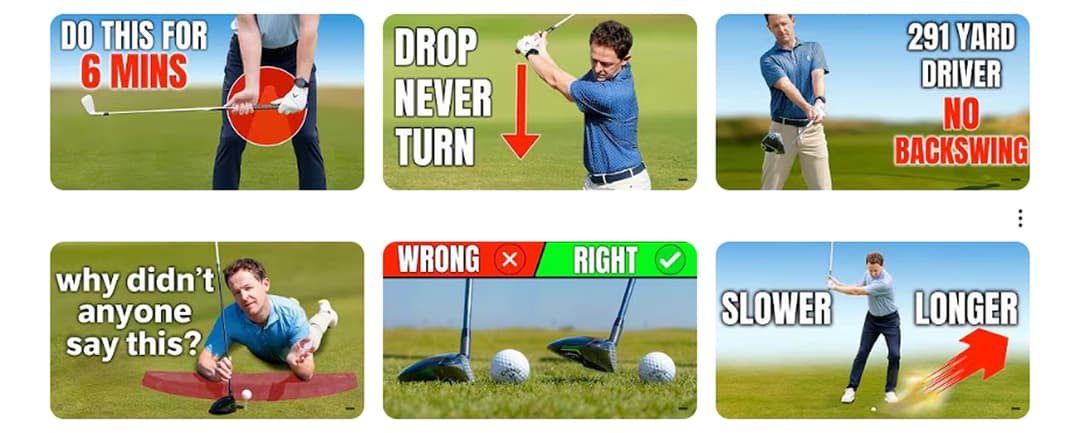 DO THIS FOR
6 MINS
DROP
NEVER
TURN
291 YARD
DRIVER
NO
BACKSWING
why didn't
anyone
say this?
WRONG
RIGHT
SLOWER
LONGER